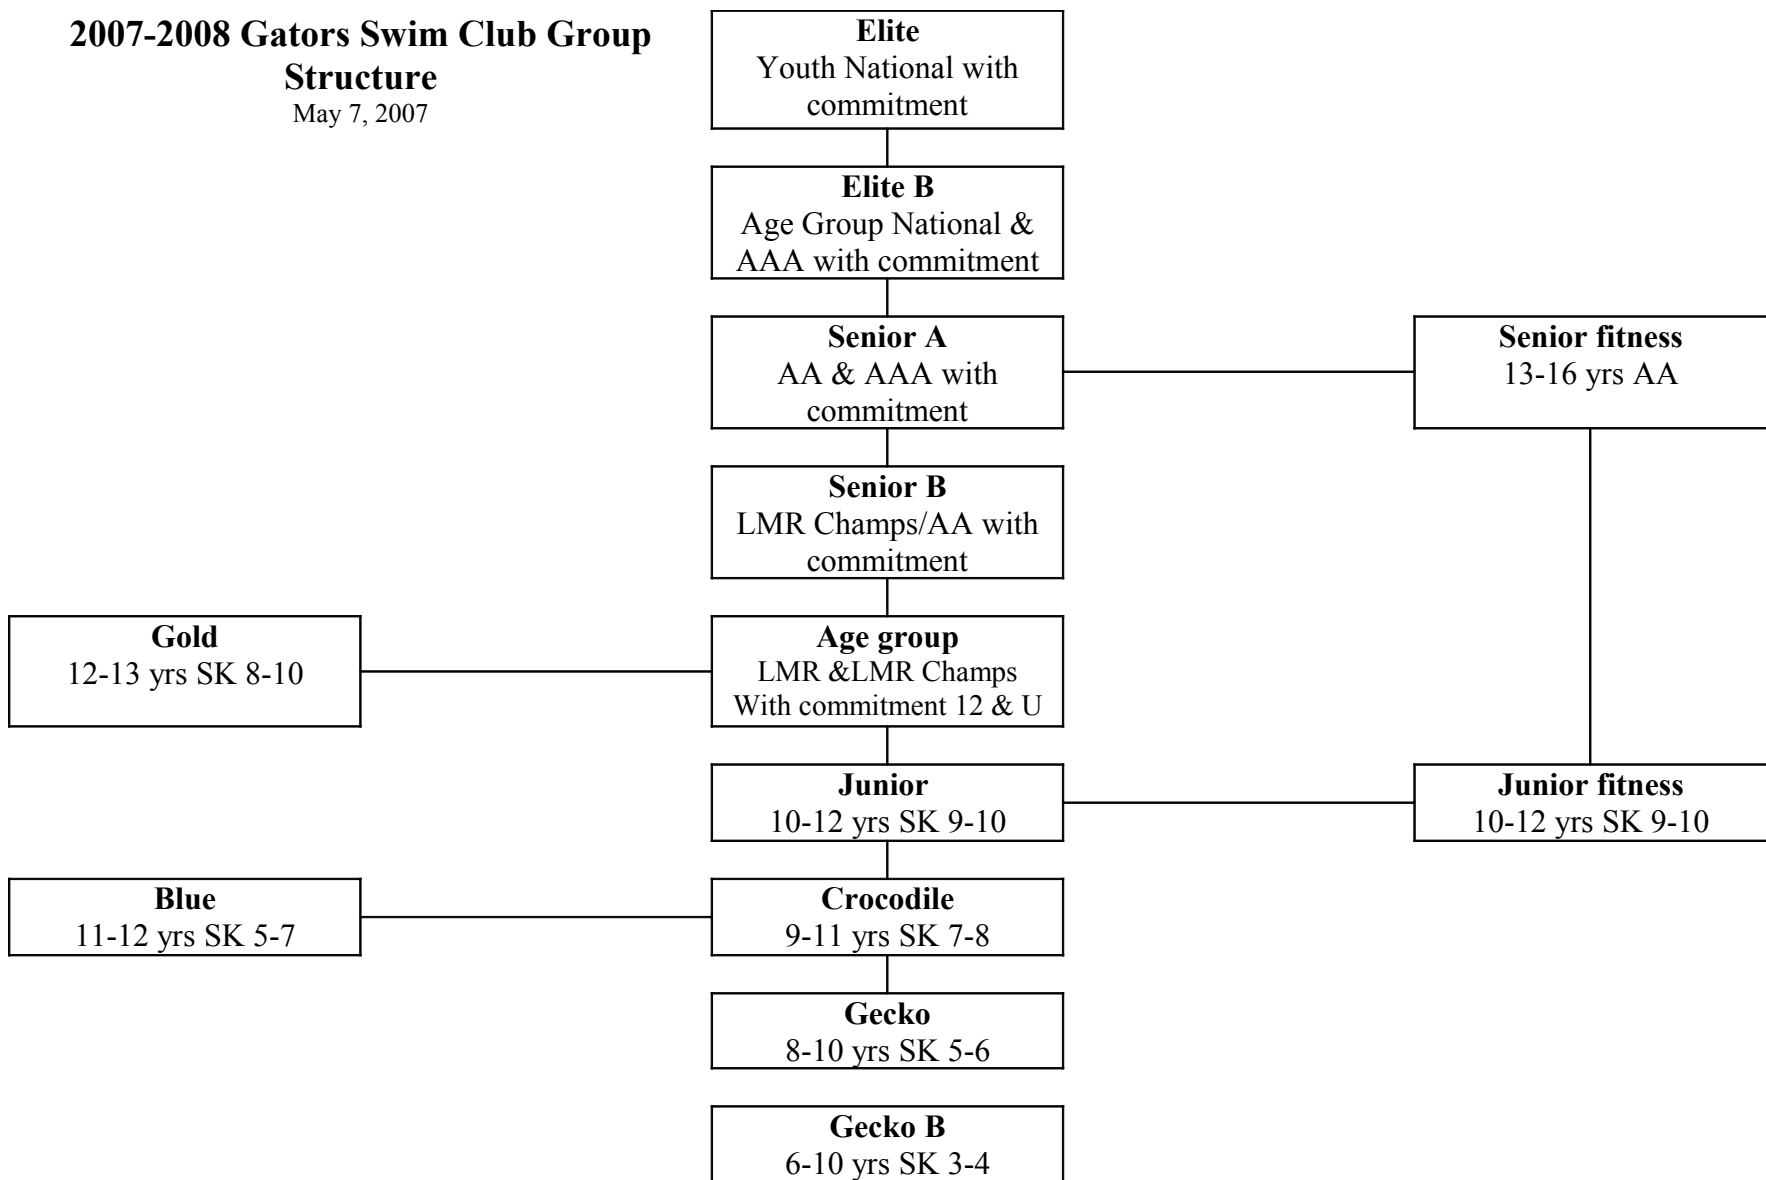 2007-2008 Gators Swim Club Group
Structure
May 7, 2007
Elite
Youth National with
commitment
Elite B
Age Group National &
AAA with commitment
Senior A
AA & AAA with
commitment
Senior fitness
13-16 yrs AA
Senior B
LMR Champs/AA with
commitment
Gold
12-13 yrs SK 8-10
Age group
LMR &LMR Champs
With commitment 12 & U
Junior
10-12 yrs SK 9-10
Junior fitness
10-12 yrs SK 9-10
Blue
11-12 yrs SK 5-7
Crocodile
9-11 yrs SK 7-8
Gecko
8-10 yrs SK 5-6
Gecko B
6-10 yrs SK 3-4